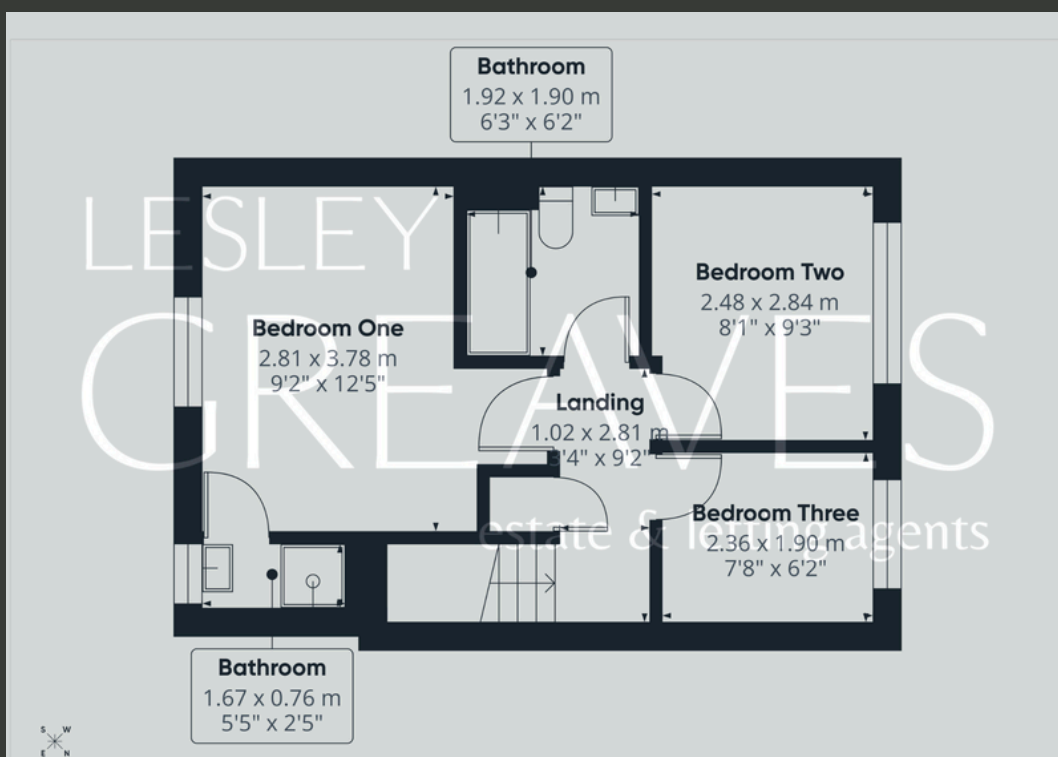 Bathroom
1.92 x 1.90 m
6'3" x 6'2"
LESLEY
GREAVES
estate & letting agents
Bedroom One
2.81 x 3.78 m
9'2" x 12'5"
Bedroom Two
2.48 x 2.84 m
8'1" x 9'3"
Landing
1.02 x 2.81 m
3'4" x 9'2"
Bedroom Three
2.36 x 1.90 m
7'8" x 6'2"
Bathroom
1.67 x 0.76 m
5'5" x 2'5"
S W
E N